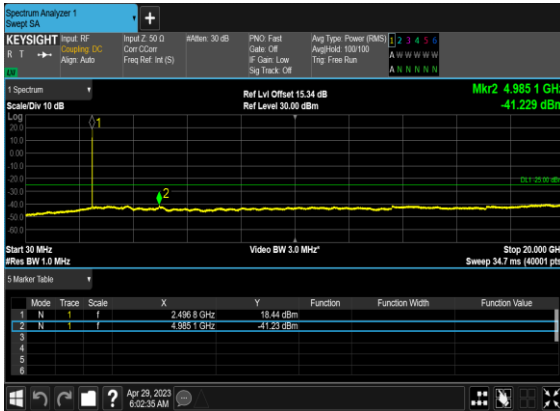 Spectrum Analyzer 1
Swept SA
KEYSIGHT Input: RF Input Z: 50 Ω #Atten: 30 dB PNO: Fast Avg Type: Power (RMS) 1 2 3 4 5 6
R T Coupling: DC Corr CCorr Gate: Off Avg|Hold: 100/100 A W W W W W
Align: Auto Freq Ref: Int (S) IF Gain: Low Trig: Free Run
Sig Track: Off A N N N N N
1 Spectrum Ref Lvl Offset 15.34 dB Mkr2 4.985 1 GHz
Scale/Div 10 dB Ref Level 30.00 dBm -41.229 dBm
Log
20.0
10.0
0.00
-10.0
-20.0
-30.0
-40.0
-50.0
-60.0
1
2
DL1 -25.00 dBm
Start 30 MHz Video BW 3.0 MHz* Stop 20.000 GHz
#Res BW 1.0 MHz Sweep 34.7 ms (40001 pts)
5 Marker Table
Mode Trace Scale X Y Function Function Width Function Value
1 N 1 f 2.496 8 GHz 18.44 dBm
2 N 1 f 4.985 1 GHz -41.23 dBm
3
4
5
6
? Apr 29, 2023
6:02:35 AM